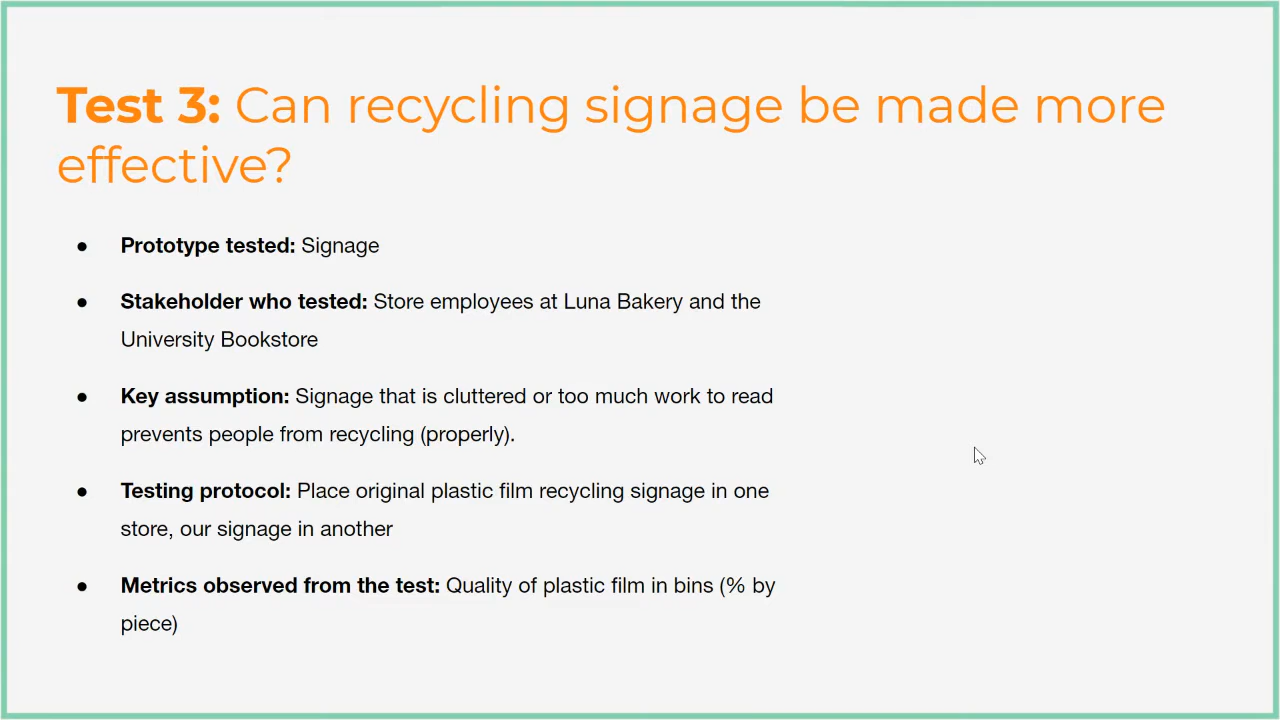 Test 3: Can recycling signage be made more
effective?
● Prototype tested: Signage
● Stakeholder who tested: Store employees at Luna Bakery and the
University Bookstore
● Key assumption: Signage that is cluttered or too much work to read
prevents people from recycling (properly).
● Testing protocol: Place original plastic film recycling signage in one
store, our signage in another
● Metrics observed from the test: Quality of plastic film in bins (% by
piece)